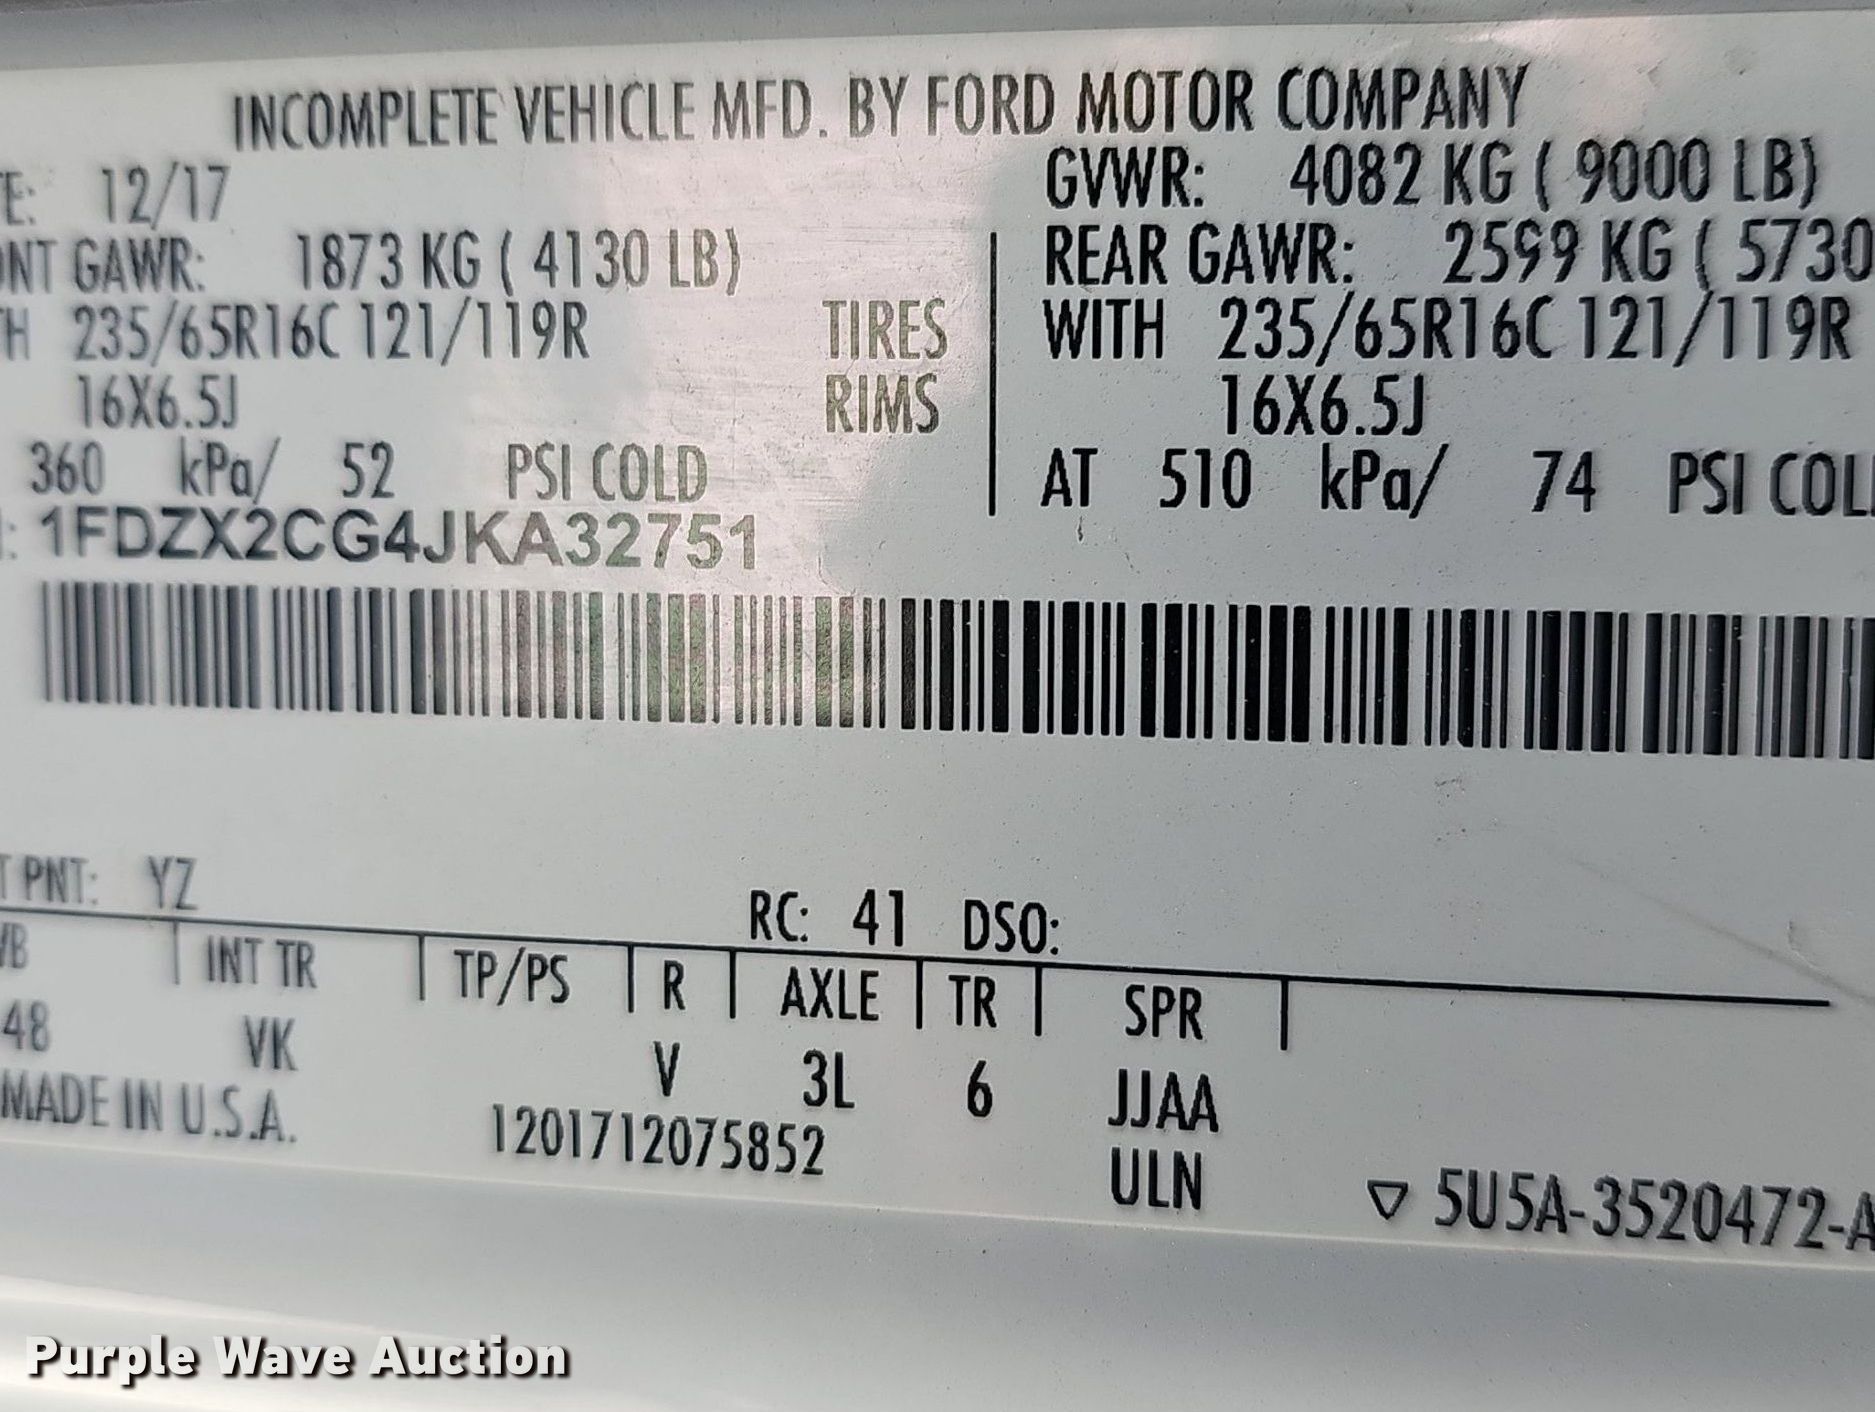 INCOMPLETE VEHICLE MFD. BY FORD MOTOR COMPANY
TE: 12/17 GVWR: 4082 KG ( 9000 LB)
ONT GAWR: 1873 KG ( 4130 LB) REAR GAWR: 2599 KG ( 5730
TH 235/65R16C 121/119R TIRES WITH 235/65R16C 121/119R
16X6.5J RIMS 16X6.5J
360 kPa/ 52 PSI COLD AT 510 kPa/ 74 PSI COL
: 1FDZX2CG4JKA32751
T PNT: YZ RC: 41 DSO:
WB INT TR TP/PS R AXLE TR SPR
48 VK V 3L 6 JJAA
MADE IN U.S.A. 1201712075852 ULN ▽ 5U5A-3520472-A
Purple Wave Auction